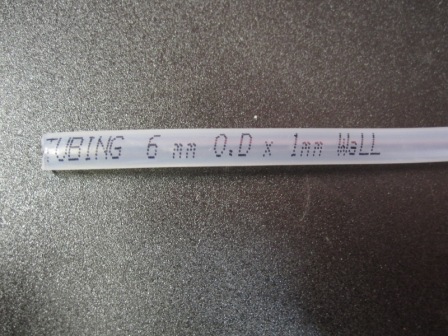 TUBING 6 mm O.D x 1mm WaLL